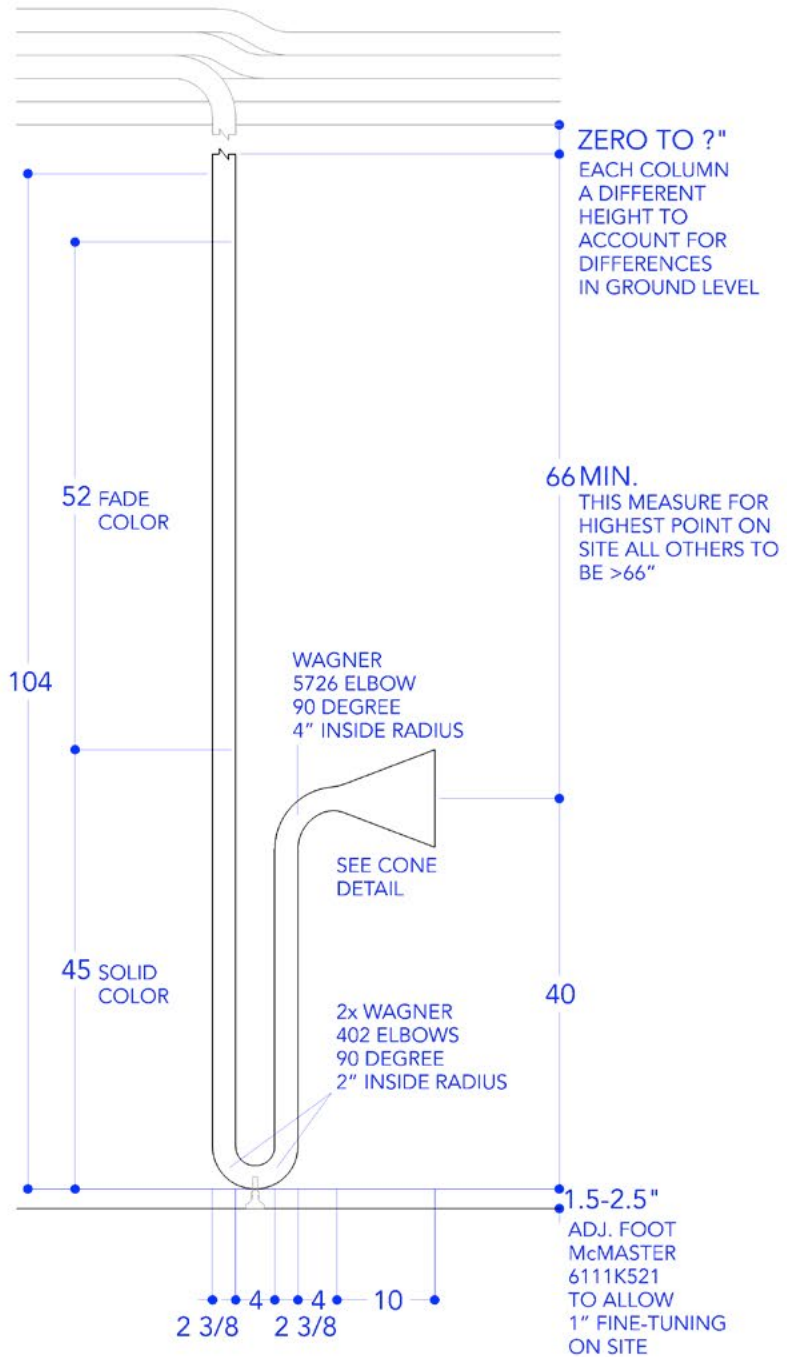 ZERO TO ?"
EACH COLUMN
A DIFFERENT
HEIGHT TO
ACCOUNT FOR
DIFFERENCES
IN GROUND LEVEL
66 MIN.
THIS MEASURE FOR
HIGHEST POINT ON
SITE ALL OTHERS TO
BE >66"
52 FADE
COLOR
104
WAGNER
5726 ELBOW
90 DEGREE
4" INSIDE RADIUS
SEE CONE
DETAIL
45 SOLID
COLOR
40
2x WAGNER
402 ELBOWS
90 DEGREE
2" INSIDE RADIUS
1.5-2.5"
ADJ. FOOT
McMASTER
6111K521
TO ALLOW
1" FINE-TUNING
ON SITE
4 4 10
2 3/8 2 3/8